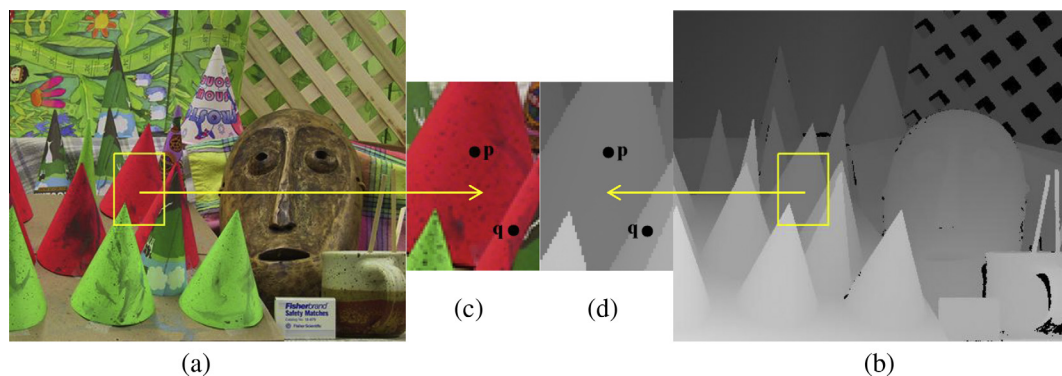 p
q
p
q
(c)
(d)
(a)
(b)
Fisherbrand
Safety Matches
Fisher Scientific